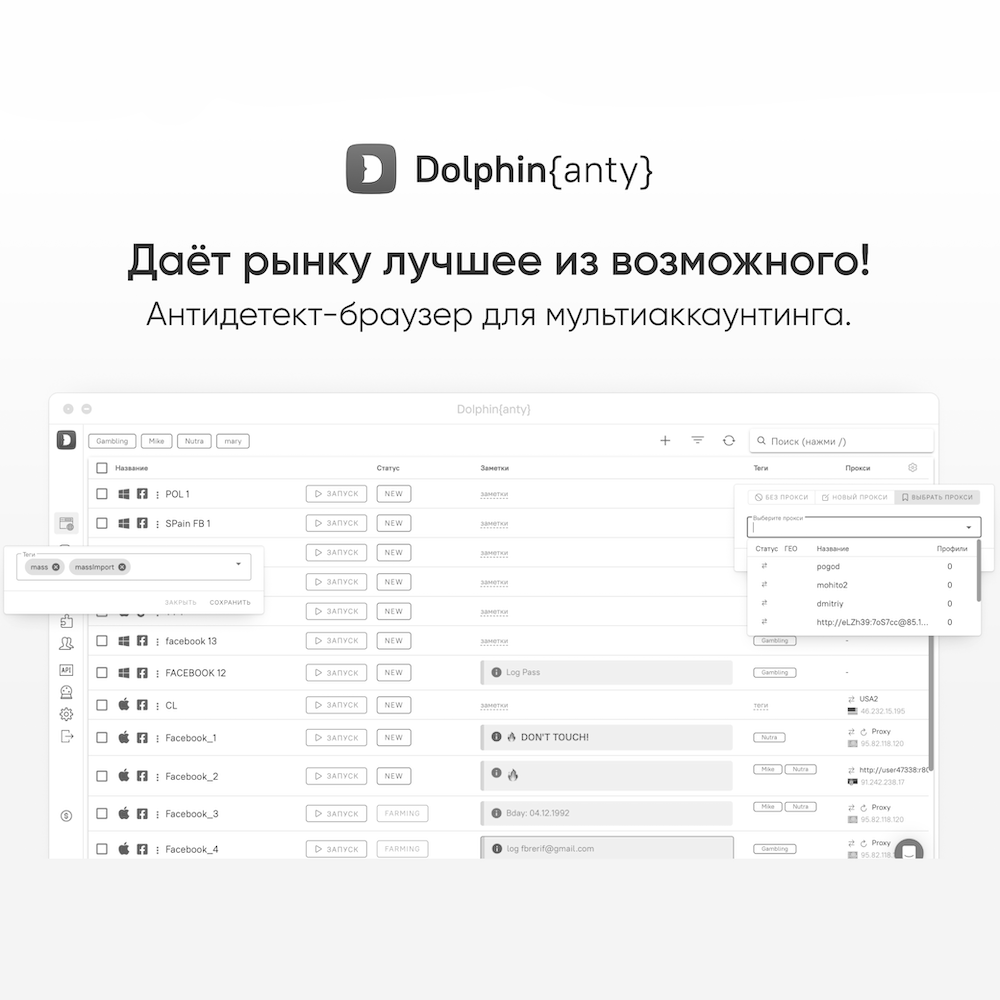 Dolphin{anty}
Даёт рынку лучшее из возможного!
Антидетект-браузер для мультиаккаунтинга.
Dolphin{anty}
Gambling Mike Nutra mary
Поиск (нажми /)
Название Статус Заметки Теги Прокси
POL 1 ЗАПУСК NEW заметки
БЕЗ ПРОКСИ НОВЫЙ ПРОКСИ ВЫБРАТЬ ПРОКСИ
SPain FB 1 ЗАПУСК NEW заметки
Выберите прокси
ЗАПУСК NEW заметки
Статус ГЕО Название Профили
pogod 0
mohito2 0
dmitriy 0
http://eLZh39:7oS7cc@85.1... 0
Теги
mass massImport
ЗАКРЫТЬ СОХРАНИТЬ
ЗАПУСК NEW заметки
ЗАПУСК NEW заметки
facebook 13 ЗАПУСК NEW заметки Gambling -
API
FACEBOOK 12 ЗАПУСК NEW Log Pass Gambling -
CL ЗАПУСК NEW заметки теги USA2
46.232.15.195
Facebook_1 ЗАПУСК NEW DON'T TOUCH! Nutra Proxy
95.82.118.120
Facebook_2 ЗАПУСК NEW Mike Nutra http://user47338:r8
91.242.238.17
Facebook_3 ЗАПУСК FARMING Bday: 04.12.1992 Mike Nutra Proxy
95.82.118.120
Facebook_4 ЗАПУСК FARMING log fbrerif@gmail.com Gambling Proxy
95.82.118